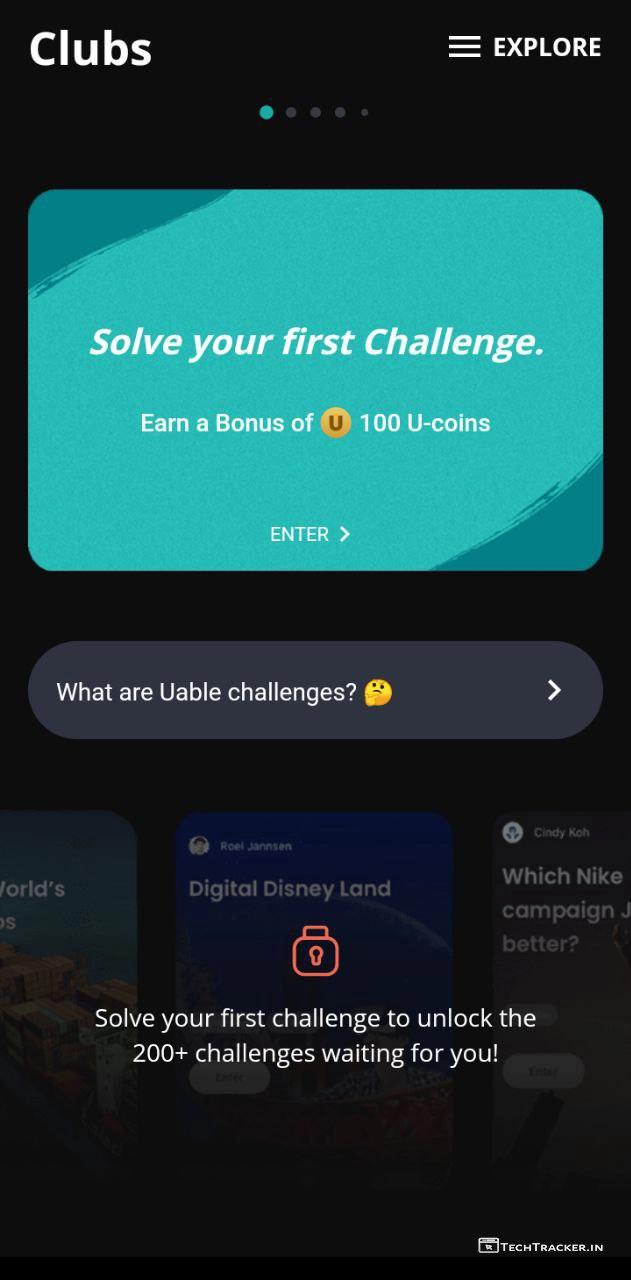 Clubs
EXPLORE
Solve your first Challenge.
Earn a Bonus of U 100 U-coins
ENTER
What are Uable challenges? 🤔
Roel Jannsen
Digital Disney Land
Cindy Koh
Which Nike
campaign
better?
Solve your first challenge to unlock the
200+ challenges waiting for you!
Enter
Enter
TECHTRACKER.IN